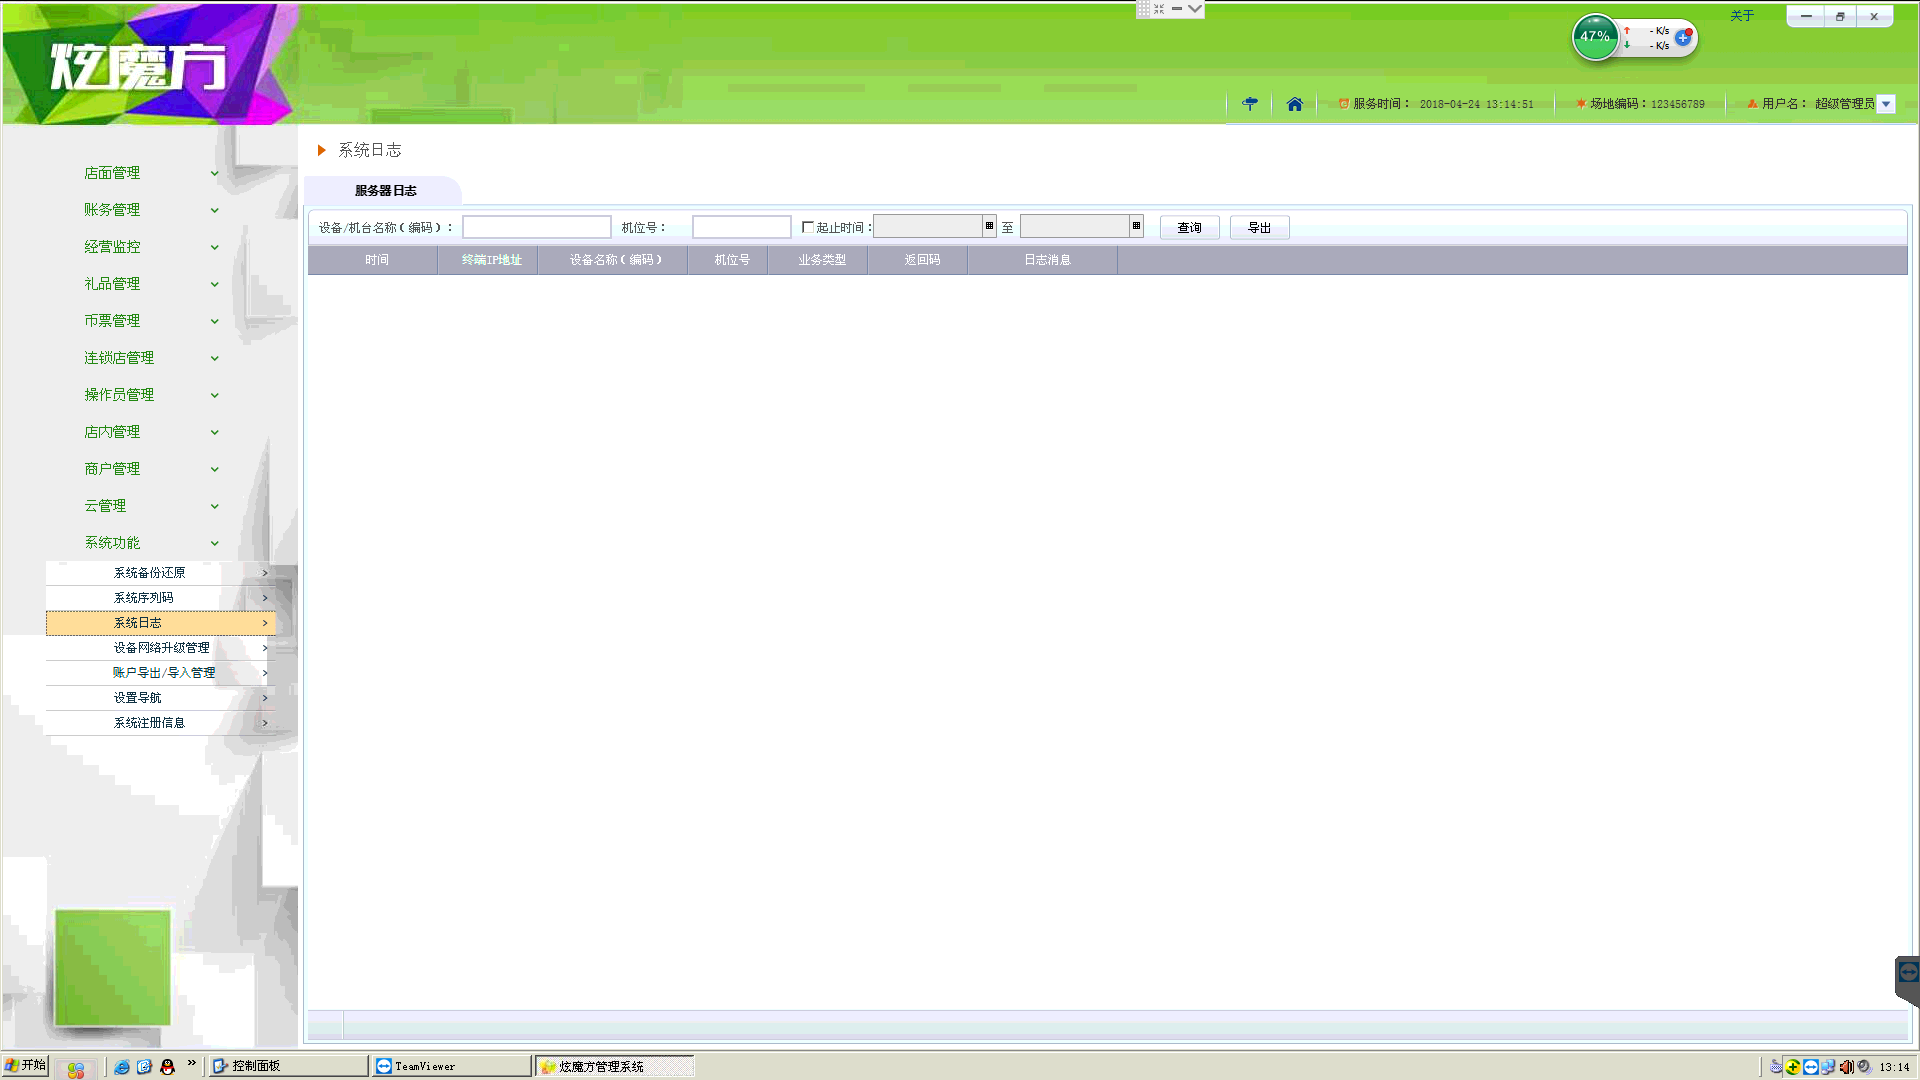 炫魔方
关于
47%
- K/s
- K/s
服务时间： 2018-04-24 13:14:51
场地编码：123456789
用户名： 超级管理员
店面管理
账务管理
经营监控
礼品管理
币票管理
连锁店管理
操作员管理
店内管理
商户管理
云管理
系统功能
系统备份还原
系统序列码
系统日志
设备网络升级管理
账户导出/导入管理
设置导航
系统注册信息
系统日志
服务器日志
设备/机台名称（编码）： 机位号： 起止时间： 至 查询 导出
时间 终端IP地址 设备名称（编码） 机位号 业务类型 返回码 日志消息
开始 控制面板 TeamViewer 炫魔方管理系统 13:14